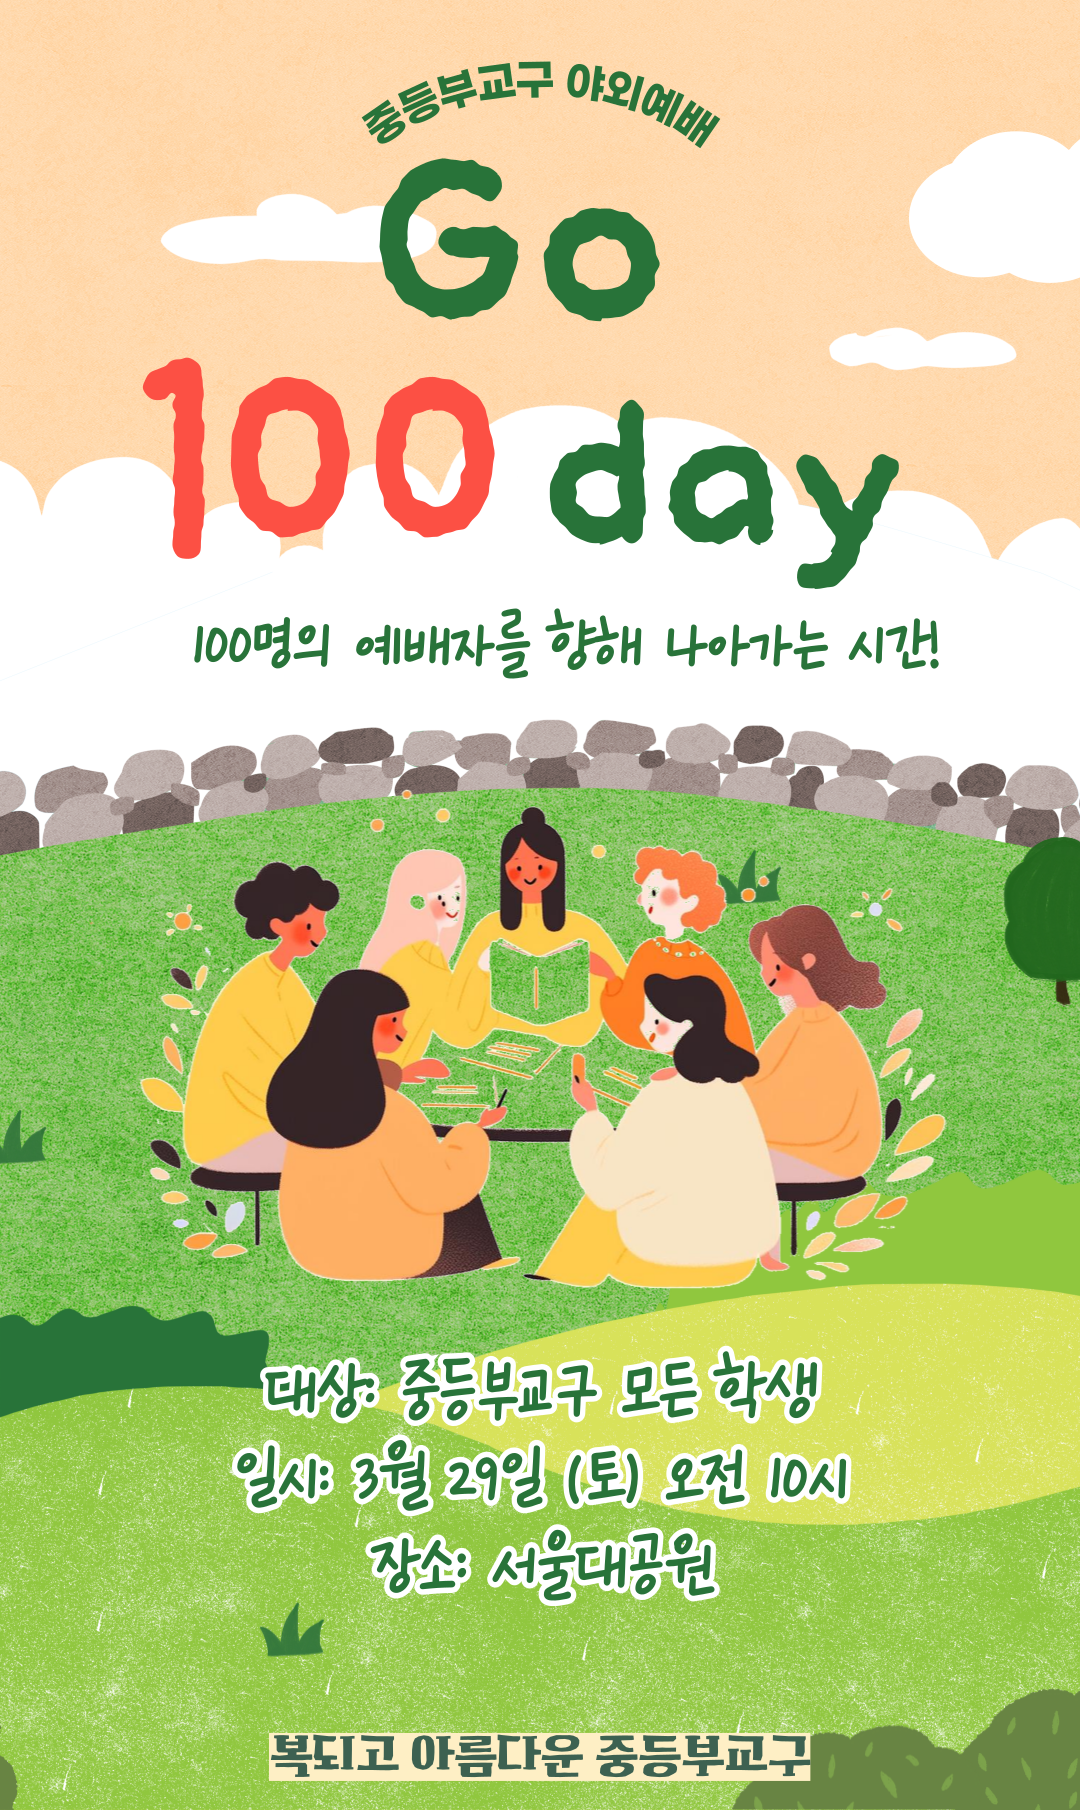 중등부교구 야외예배
Go
100 day
100명의 예배자를 향해 나아가는 시간!
대상: 중등부교구 모든 학생
일시: 3월 29일 (토) 오전 10시
장소: 서울대공원
복되고 아름다운 중등부교구